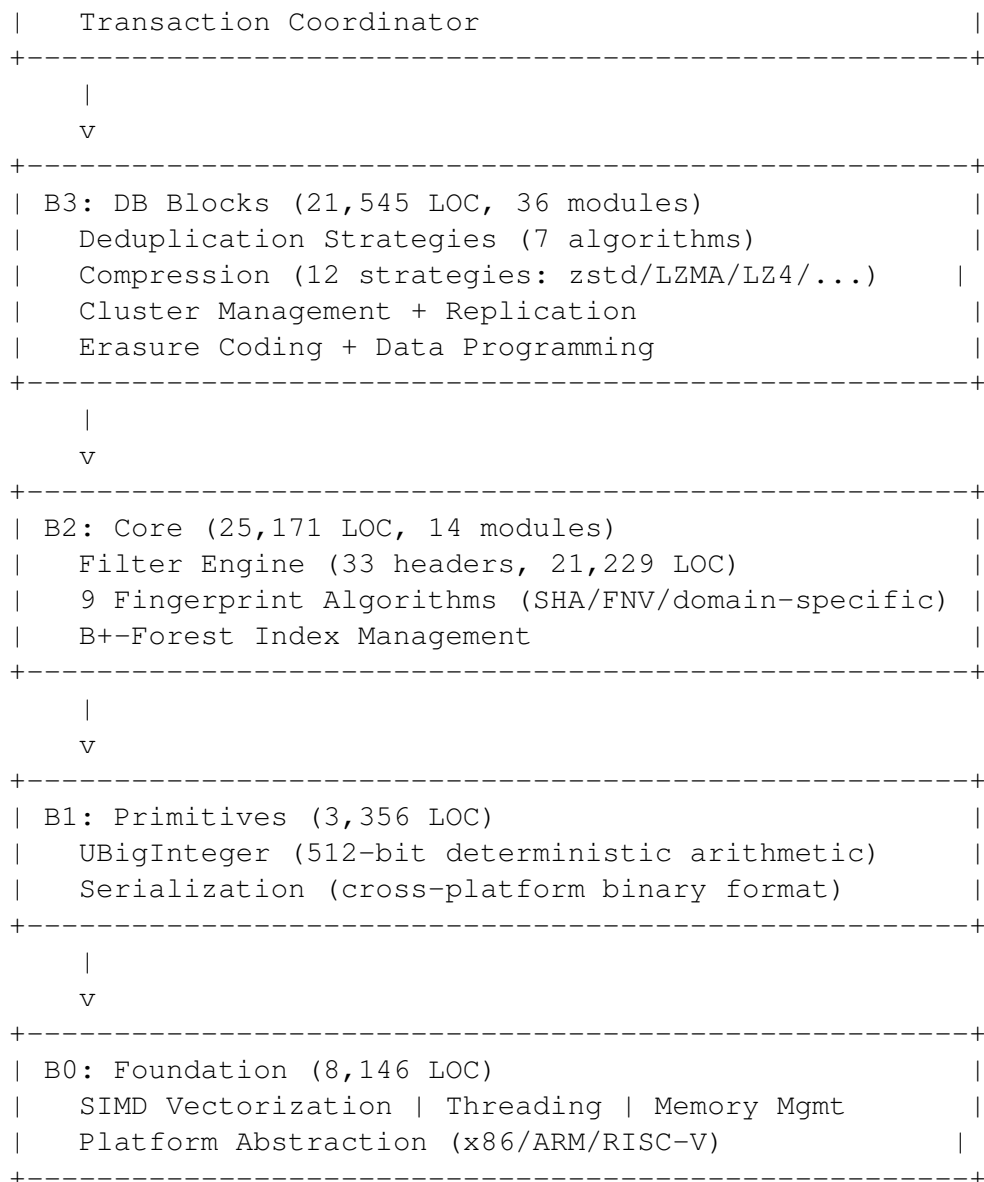 |   Transaction Coordinator                            |
+------------------------------------------------------+
    |
    v
+------------------------------------------------------+
| B3: DB Blocks (21,545 LOC, 36 modules)               |
|   Deduplication Strategies (7 algorithms)            |
|   Compression (12 strategies: zstd/LZMA/LZ4/...)    |
|   Cluster Management + Replication                   |
|   Erasure Coding + Data Programming                  |
+------------------------------------------------------+
    |
    v
+------------------------------------------------------+
| B2: Core (25,171 LOC, 14 modules)                    |
|   Filter Engine (33 headers, 21,229 LOC)             |
|   9 Fingerprint Algorithms (SHA/FNV/domain-specific) |
|   B+-Forest Index Management                         |
+------------------------------------------------------+
    |
    v
+------------------------------------------------------+
| B1: Primitives (3,356 LOC)                           |
|   UBigInteger (512-bit deterministic arithmetic)     |
|   Serialization (cross-platform binary format)       |
+------------------------------------------------------+
    |
    v
+------------------------------------------------------+
| B0: Foundation (8,146 LOC)                           |
|   SIMD Vectorization | Threading | Memory Mgmt       |
|   Platform Abstraction (x86/ARM/RISC-V)             |
+------------------------------------------------------+